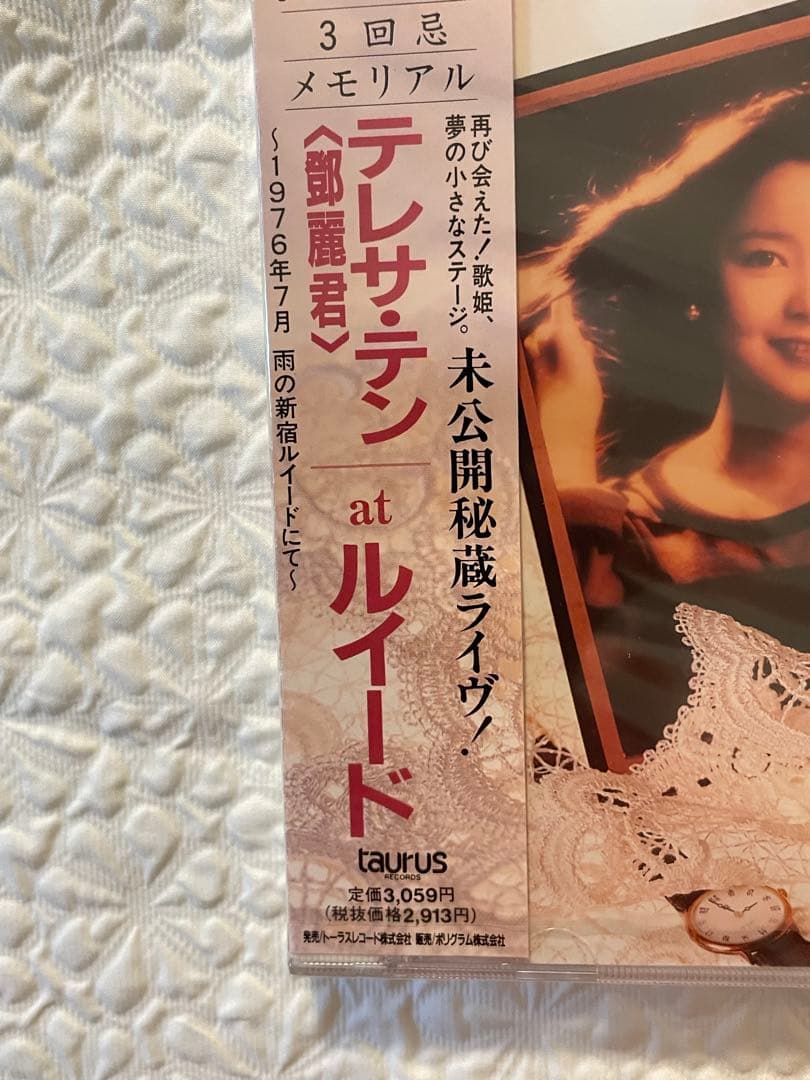 3回忌
メモリアル
再び会えた!歌姫、
夢の小さなステージ。
未公開秘蔵ライヴ!
テレサ・テン
〈鄧麗君〉
at ルイード
～1976年7月 雨の新宿ルイードにて～
taurus
RECORDS
定価3,059円
(税抜価格2,913円)
発売/トーラスレコード株式会社 販売/ポリグラム株式会社